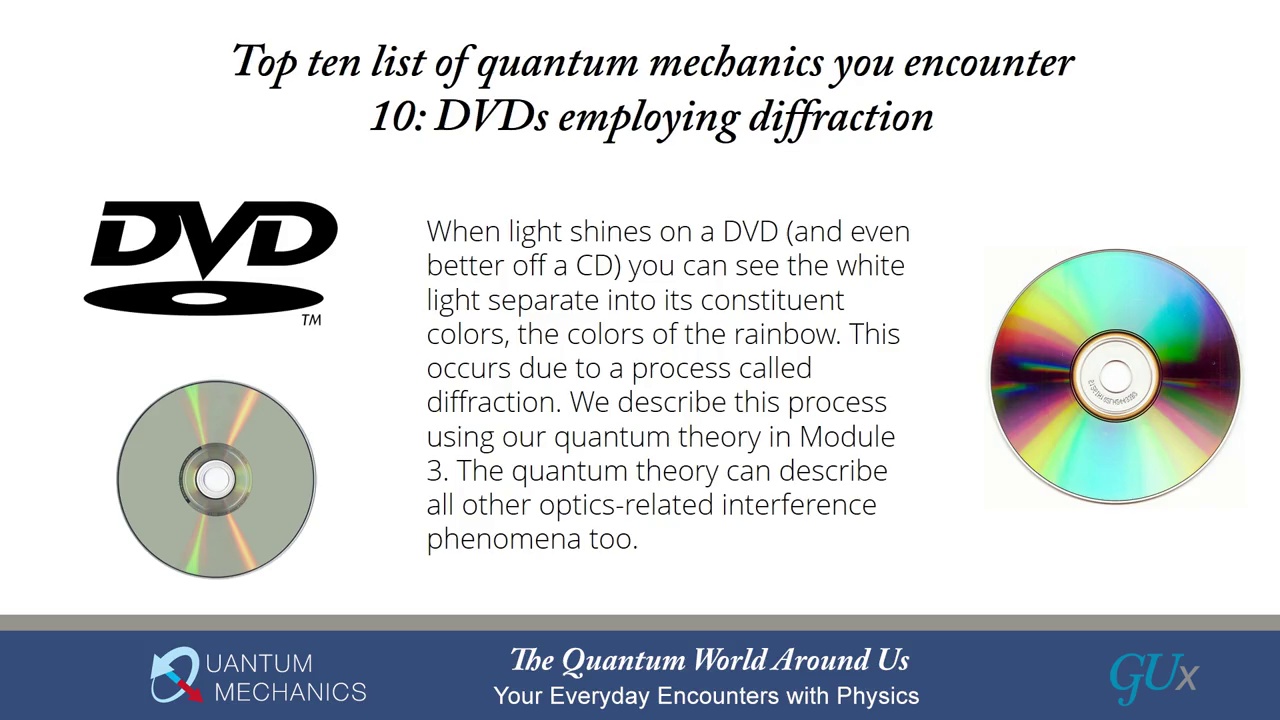 Top ten list of quantum mechanics you encounter
10: DVDs employing diffraction
DVD
TM
When light shines on a DVD (and even
better off a CD) you can see the white
light separate into its constituent
colors, the colors of the rainbow. This
occurs due to a process called
diffraction. We describe this process
using our quantum theory in Module
3. The quantum theory can describe
all other optics-related interference
phenomena too.
QUANTUM
MECHANICS
The Quantum World Around Us
Your Everyday Encounters with Physics
GUx